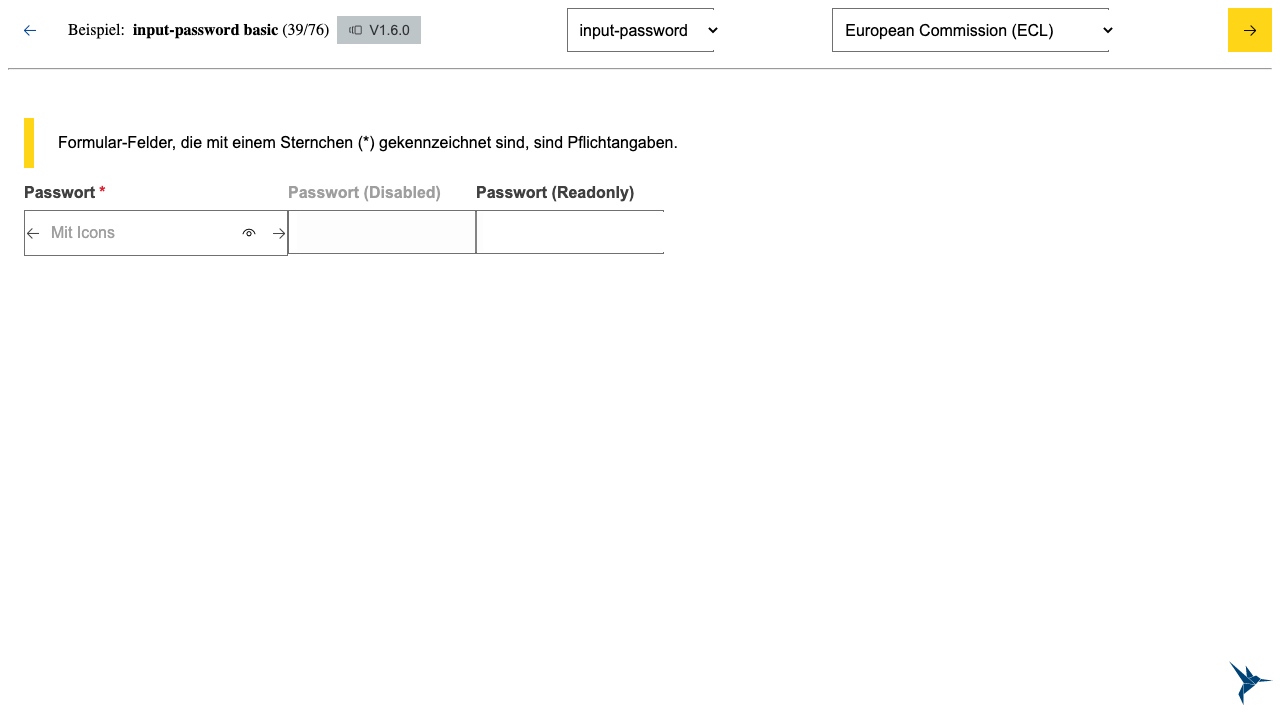 Beispiel: input-password basic (39/76) V1.6.0 input-password European Commission (ECL)
Formular-Felder, die mit einem Sternchen (*) gekennzeichnet sind, sind Pflichtangaben.
Passwort * Passwort (Disabled) Passwort (Readonly)
Mit Icons